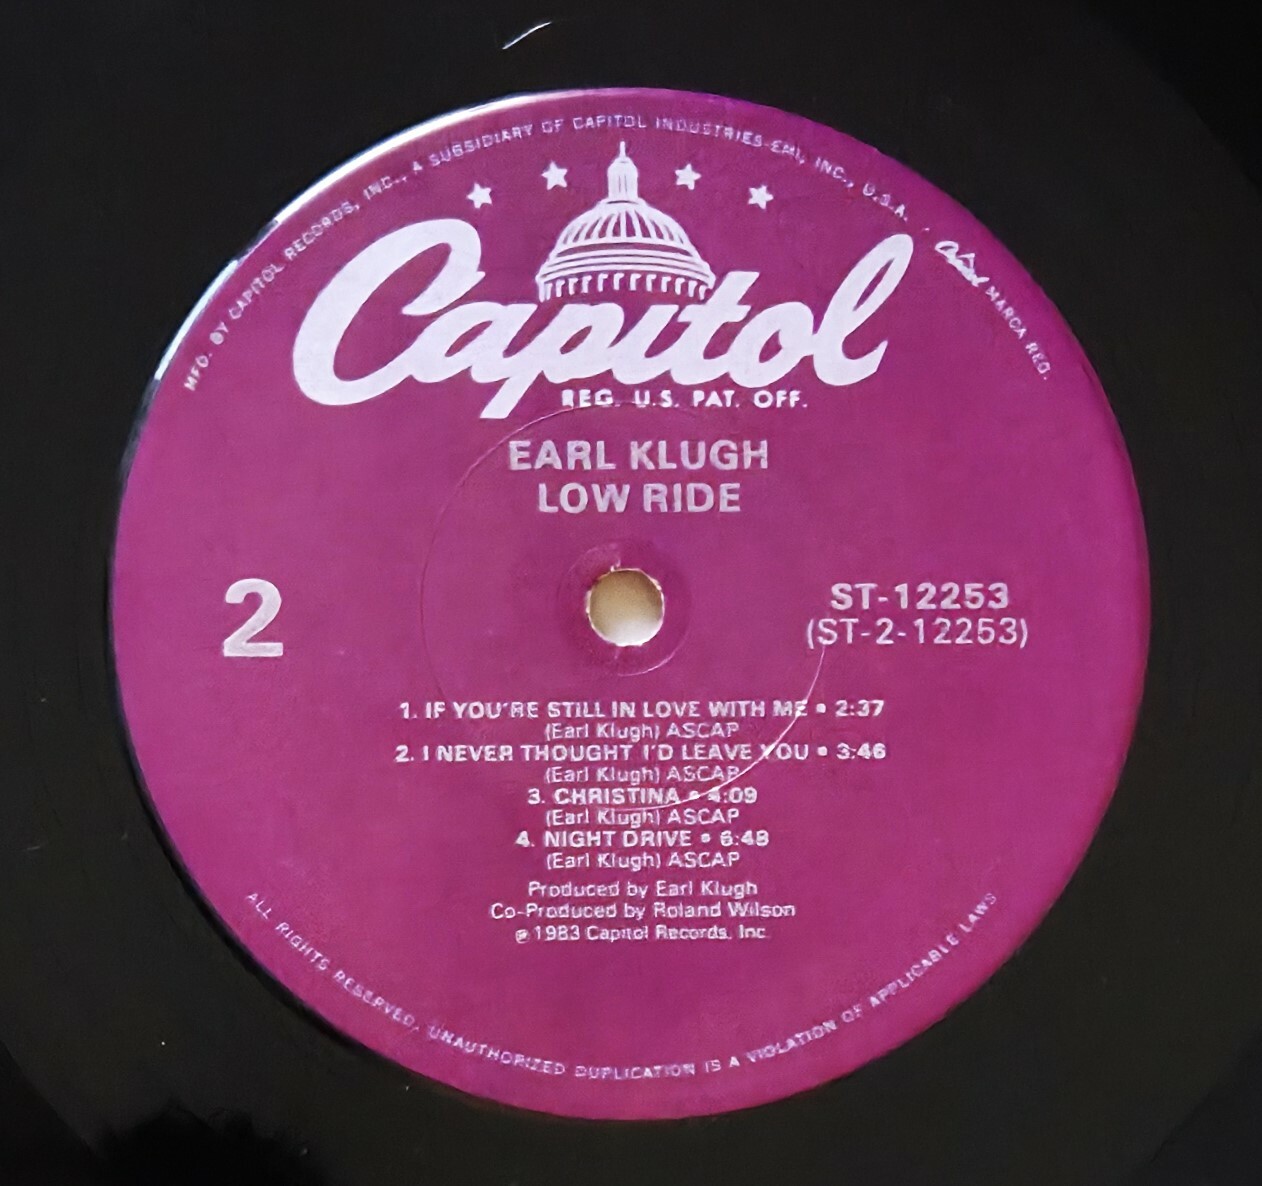 MFG. BY CAPITOL RECORDS, INC., A SUBSIDIARY OF CAPITOL INDUSTRIES-EMI, INC., U.S.A. · Capitol MARCA REG.
Capitol
REG. U.S. PAT. OFF.
EARL KLUGH
LOW RIDE
2
ST-12253
(ST-2-12253)
1. IF YOU'RE STILL IN LOVE WITH ME • 2:37
(Earl Klugh) ASCAP
2. I NEVER THOUGHT I'D LEAVE YOU • 3:46
(Earl Klugh) ASCAP
3. CHRISTINA • 4:09
(Earl Klugh) ASCAP
4. NIGHT DRIVE • 6:48
(Earl Klugh) ASCAP
Produced by Earl Klugh
Co-Produced by Roland Wilson
℗ 1983 Capitol Records, Inc.
ALL RIGHTS RESERVED. UNAUTHORIZED DUPLICATION IS A VIOLATION OF APPLICABLE LAWS